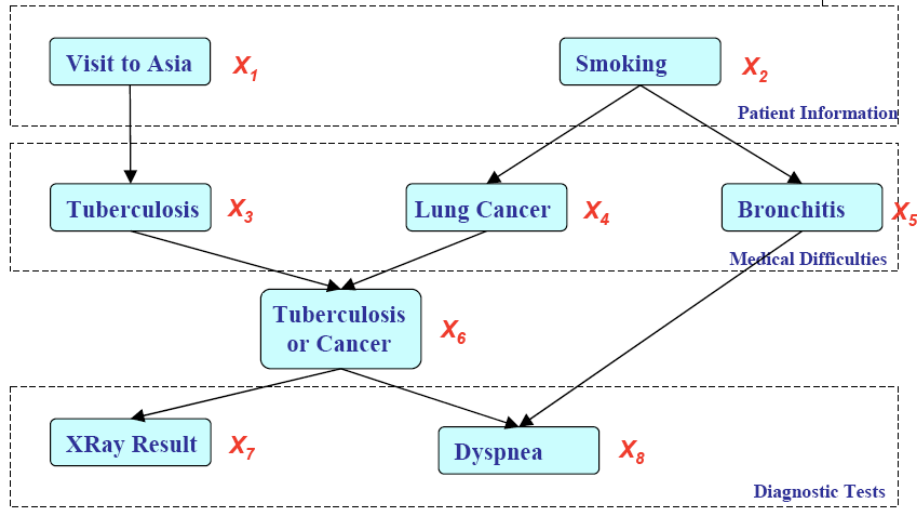 Visit to Asia X1
Smoking X2
Patient Information
Tuberculosis X3
Lung Cancer X4
Bronchitis X5
Medical Difficulties
Tuberculosis
or Cancer X6
XRay Result X7
Dyspnea X8
Diagnostic Tests